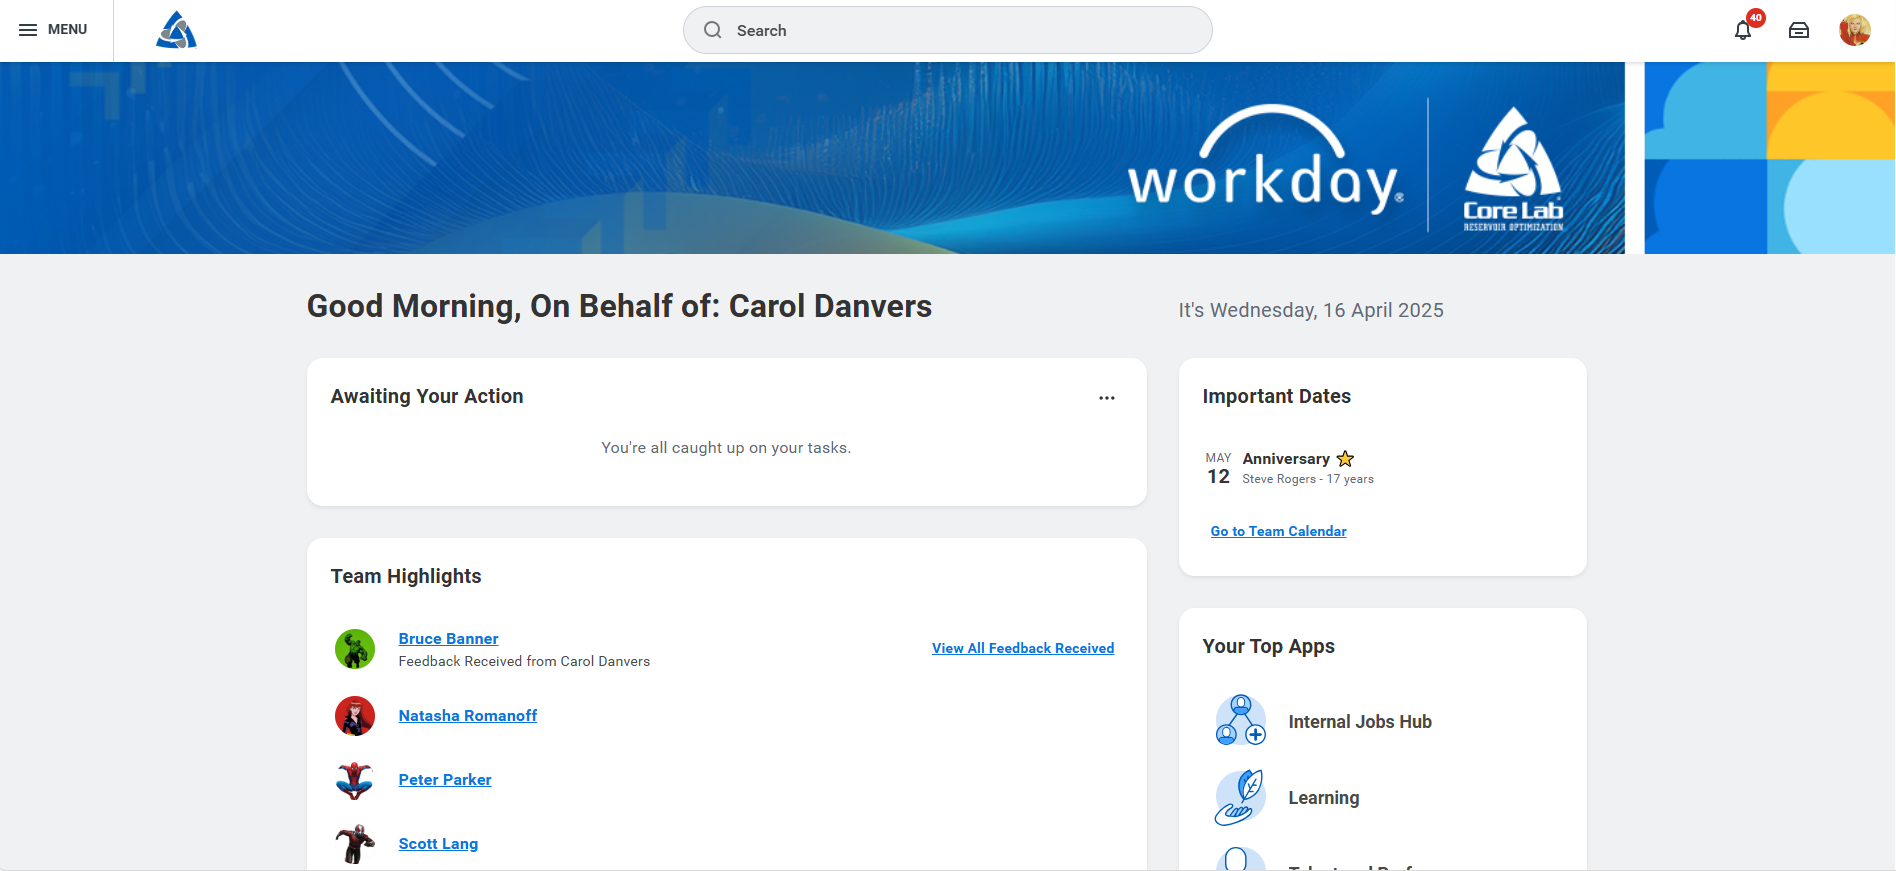 MENU
Search
40
workday®
Core Lab
RESERVOIR OPTIMIZATION
Good Morning, On Behalf of: Carol Danvers
It's Wednesday, 16 April 2025
Awaiting Your Action
You're all caught up on your tasks.
Important Dates
MAY
12
Anniversary
Steve Rogers - 17 years
Go to Team Calendar
Team Highlights
Bruce Banner
Feedback Received from Carol Danvers
View All Feedback Received
Natasha Romanoff
Peter Parker
Scott Lang
Your Top Apps
Internal Jobs Hub
Learning